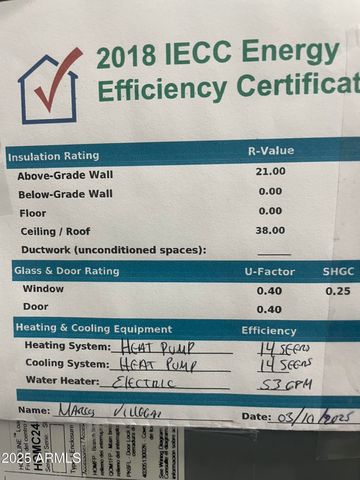 2018 IECC Energy
Efficiency Certificat
Insulation Rating R-Value
Above-Grade Wall 21.00
Below-Grade Wall 0.00
Floor 0.00
Ceiling / Roof 38.00
Ductwork (unconditioned spaces):
Glass & Door Rating U-Factor SHGC
Window 0.40 0.25
Door 0.40
Heating & Cooling Equipment Efficiency
Heating System: HEAT PUMP 14 SEERS
Cooling System: HEAT PUMP 14 SEERS
Water Heater: ELECTRIC .53 GPM
Name: Date: 03/10/2025
HOMC24
2025 ARMLS